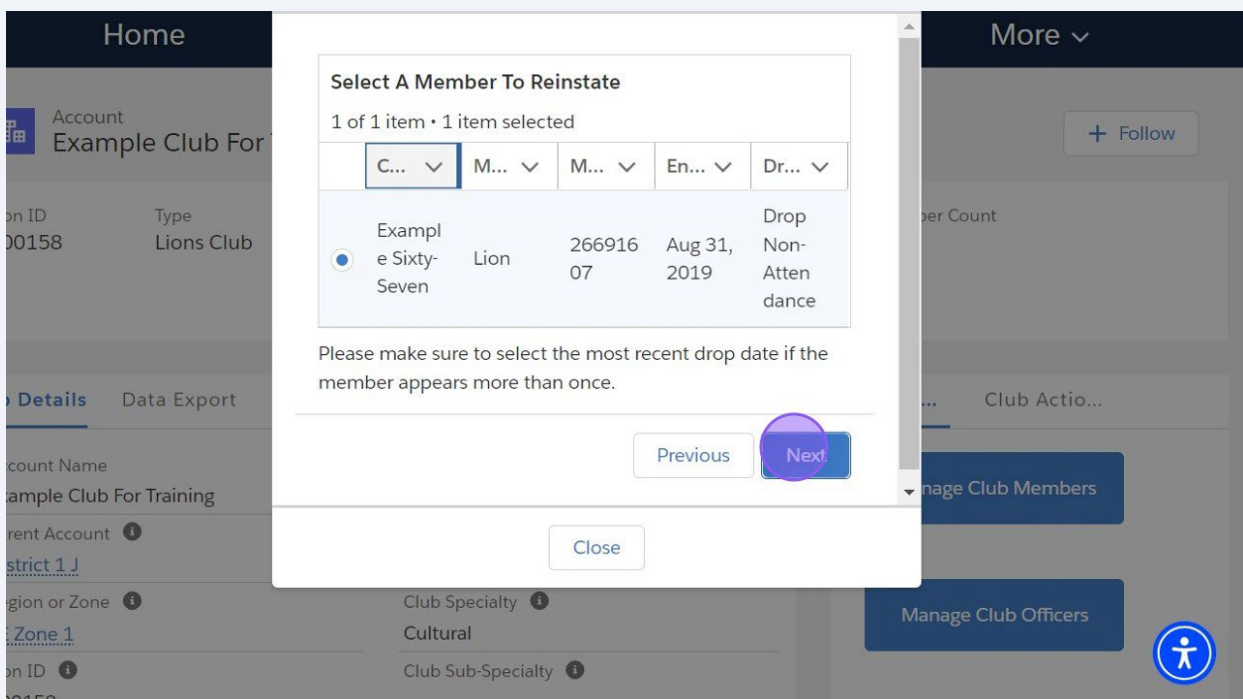 Home
More
Account
Example Club For
+ Follow
Select A Member To Reinstate
1 of 1 item • 1 item selected
C... M... M... En... Dr...
Exampl
e Sixty-
Seven
Lion
266916
07
Aug 31,
2019
Drop
Non-
Atten
dance
Please make sure to select the most recent drop date if the
member appears more than once.
Previous
Next
Close
on ID
00158
Type
Lions Club
er Count
Details
Data Export
... Club Actio...
count Name
ample Club For Training
rent Account
strict 1 J
egion or Zone
Zone 1
on ID
Club Specialty
Cultural
Club Sub-Specialty
nage Club Members
Manage Club Officers